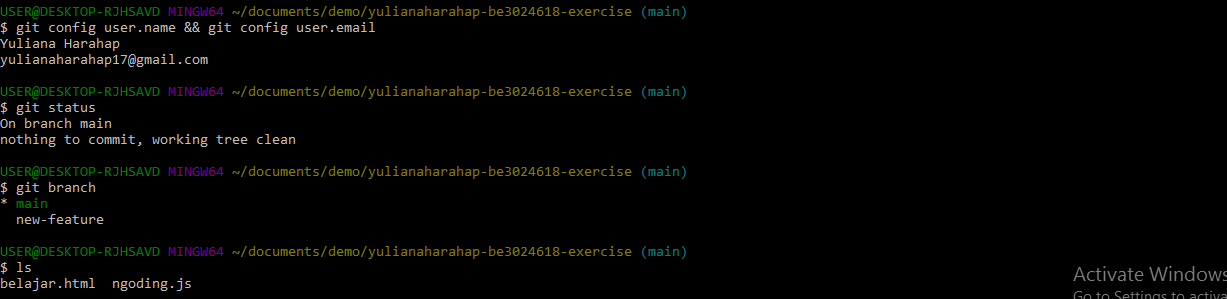 USER@DESKTOP-RJHSAVD MINGW64 ~/documents/demo/yulianaharahap-be3024618-exercise (main)
$ git config user.name && git config user.email
Yuliana Harahap
yulianaharahap17@gmail.com
USER@DESKTOP-RJHSAVD MINGW64 ~/documents/demo/yulianaharahap-be3024618-exercise (main)
$ git status
On branch main
nothing to commit, working tree clean
USER@DESKTOP-RJHSAVD MINGW64 ~/documents/demo/yulianaharahap-be3024618-exercise (main)
$ git branch
* main
  new-feature
USER@DESKTOP-RJHSAVD MINGW64 ~/documents/demo/yulianaharahap-be3024618-exercise (main)
$ ls
belajar.html  ngoding.js
Activate Windows
Go to Settings to activa